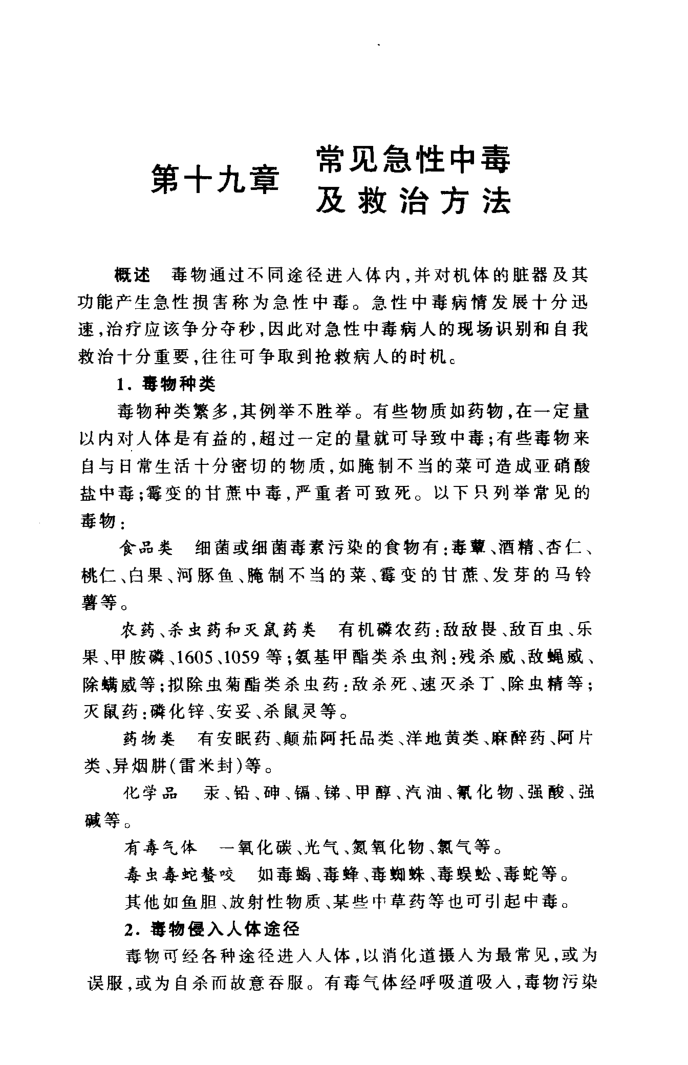 第十九章
常见急性中毒
及救治方法
概述 毒物通过不同途径进入体内,并对机体的脏器及其
功能产生急性损害称为急性中毒。急性中毒病情发展十分迅
速,治疗应该争分夺秒,因此对急性中毒病人的现场识别和自我
救治十分重要,往往可争取到抢救病人的时机。
1. 毒物种类
毒物种类繁多,其例举不胜举。有些物质如药物,在一定量
以内对人体是有益的,超过一定的量就可导致中毒;有些毒物来
自与日常生活十分密切的物质,如腌制不当的菜可造成亚硝酸
盐中毒;霉变的甘蔗中毒,严重者可致死。以下只列举常见的
毒物:
食品类 细菌或细菌毒素污染的食物有:毒蕈、酒精、杏仁、
桃仁、白果、河豚鱼、腌制不当的菜、霉变的甘蔗、发芽的马铃
薯等。
农药、杀虫药和灭鼠药类 有机磷农药:敌敌畏、敌百虫、乐
果、甲胺磷、1605、1059 等;氨基甲酯类杀虫剂:残杀威、敌蝇威、
除螨威等;拟除虫菊酯类杀虫药:敌杀死、速灭杀丁、除虫精等;
灭鼠药:磷化锌、安妥、杀鼠灵等。
药物类 有安眠药、颠茄阿托品类、洋地黄类、麻醉药、阿片
类、异烟肼(雷米封)等。
化学品 汞、铅、砷、镉、锑、甲醇、汽油、氰化物、强酸、强
碱等。
有毒气体 一氧化碳、光气、氮氧化物、氯气等。
毒虫毒蛇螫咬 如毒蝎、毒蜂、毒蜘蛛、毒蜈蚣、毒蛇等。
其他如鱼胆、放射性物质、某些中草药等也可引起中毒。
2. 毒物侵入人体途径
毒物可经各种途径进入人体,以消化道摄入为最常见,或为
误服,或为自杀而故意吞服。有毒气体经呼吸道吸入,毒物污染